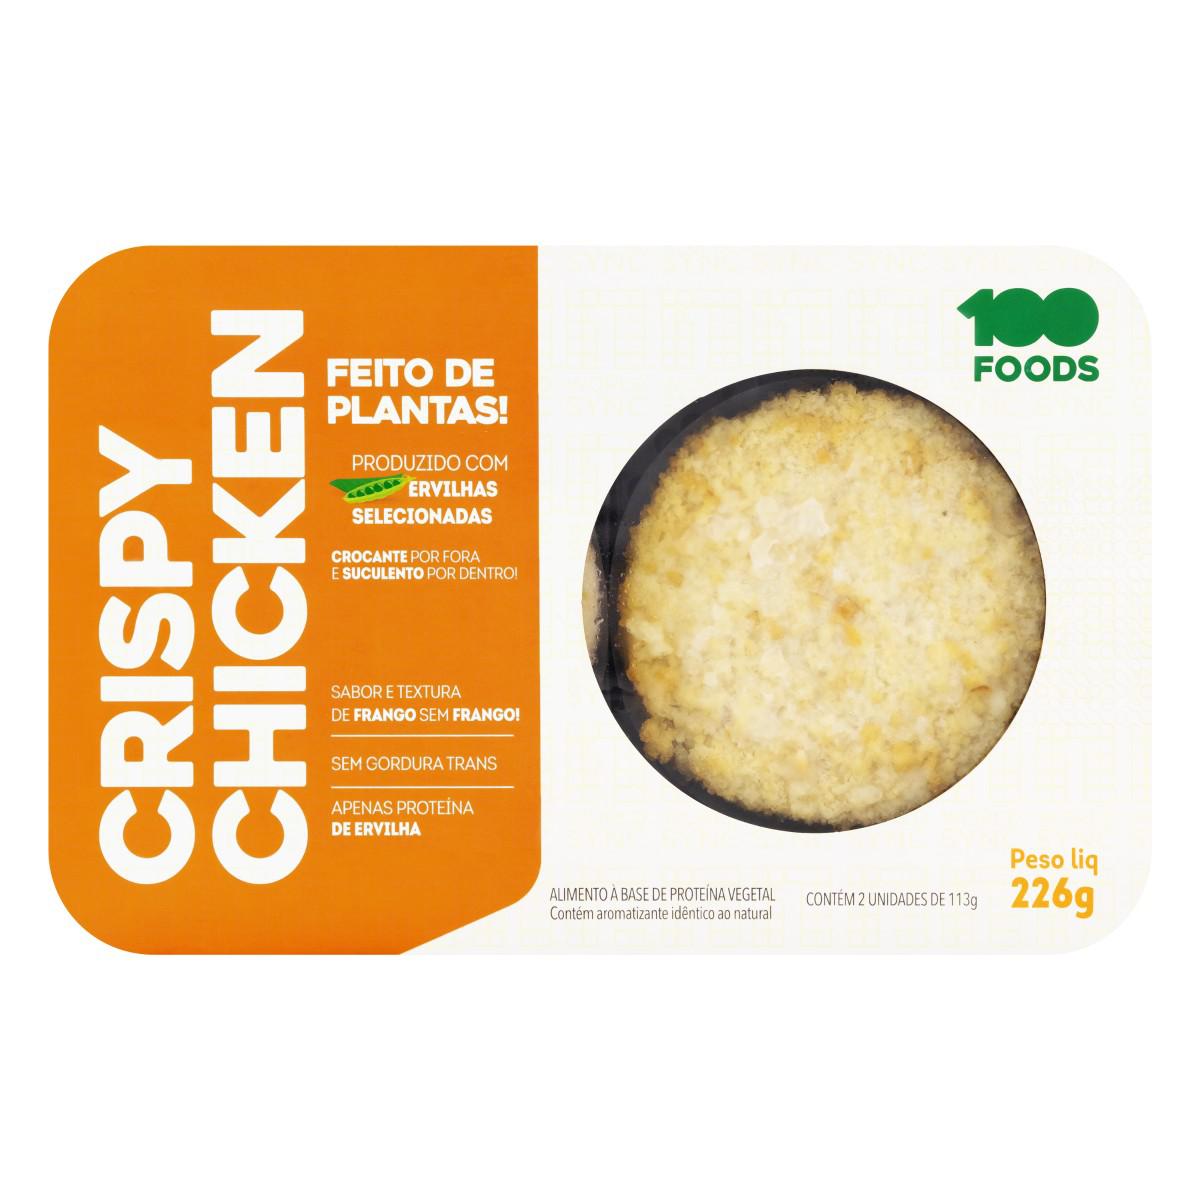 CRISPY
CHICKEN
FEITO DE
PLANTAS!
PRODUZIDO COM
ERVILHAS
SELECIONADAS
CROCANTE POR FORA
E SUCULENTO POR DENTRO!
SABOR E TEXTURA
DE FRANGO SEM FRANGO!
SEM GORDURA TRANS
APENAS PROTEÍNA
DE ERVILHA
100
FOODS
ALIMENTO À BASE DE PROTEÍNA VEGETAL
Contém aromatizante idêntico ao natural
CONTÉM 2 UNIDADES DE 113g
Peso liq
226g